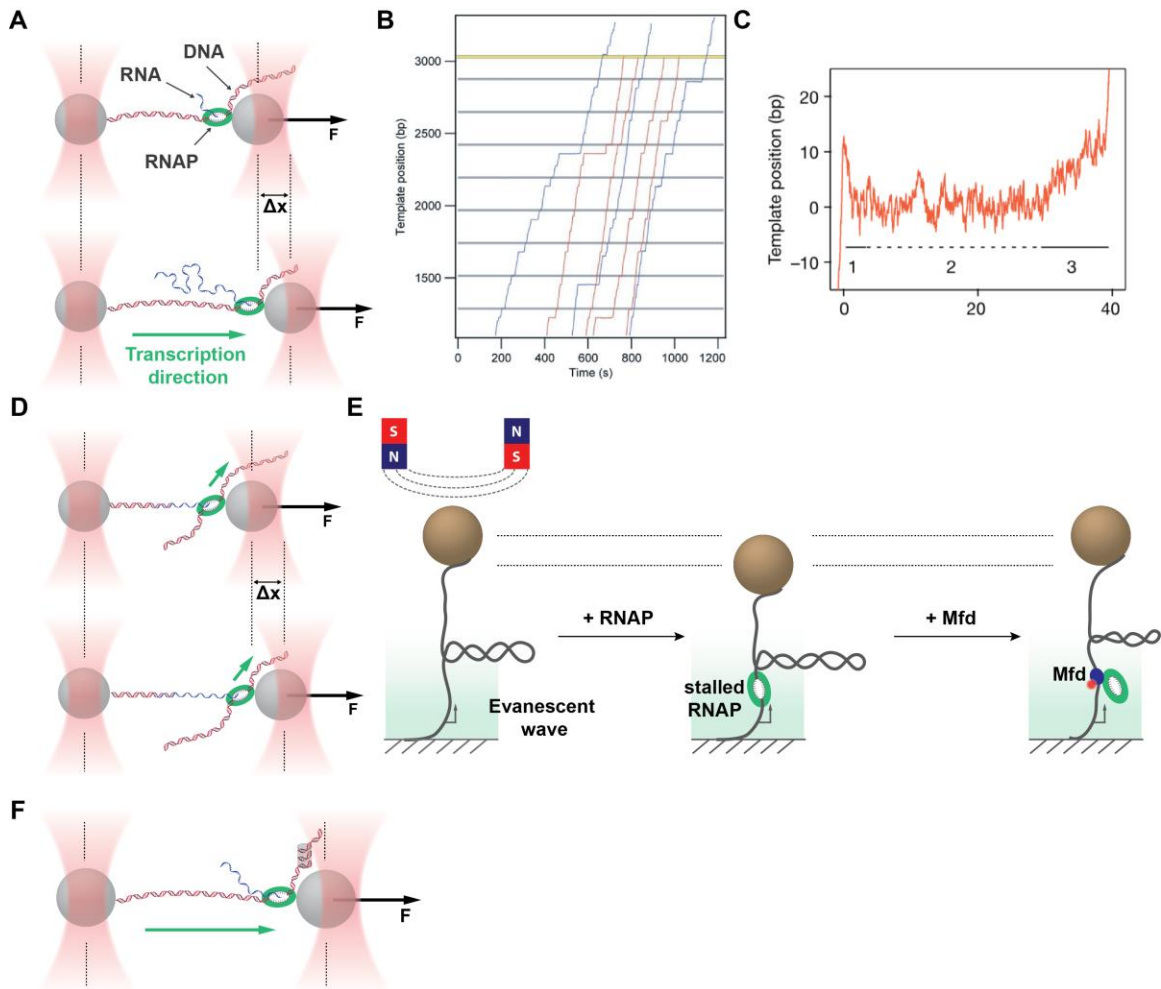 A
RNA
DNA
RNAP
F
Δx
F
Transcription
direction
B
Template position (bp)
3000
2500
2000
1500
0 200 400 600 800 1000 1200
Time (s)
C
Template position (bp)
20
10
0
−10
1 2 3
0 20 40
D
F
Δx
F
E
S N
N S
+ RNAP
+ Mfd
Evanescent
wave
stalled
RNAP
Mfd
F
F